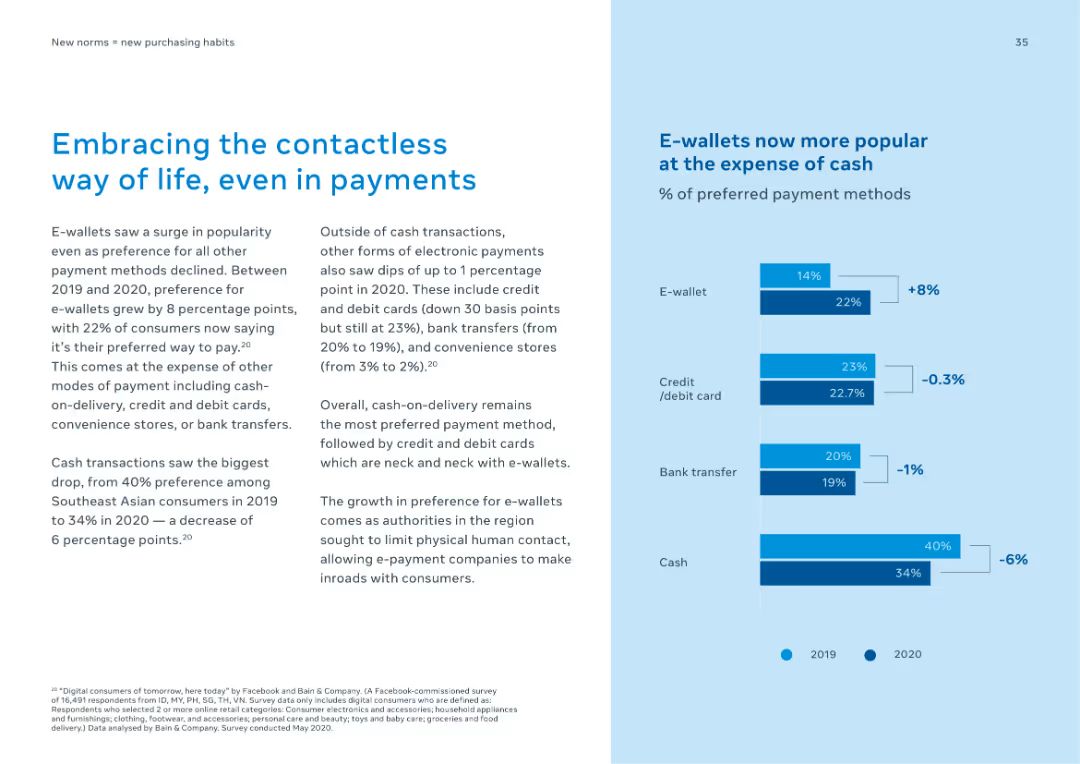 New norms = new purchasing habits
35
Embracing the contactless
way of life, even in payments
E-wallets saw a surge in popularity
even as preference for all other
payment methods declined. Between
2019 and 2020, preference for
e-wallets grew by 8 percentage points,
with 22% of consumers now saying
it’s their preferred way to pay.²⁰
This comes at the expense of other
modes of payment including cash-
on-delivery, credit and debit cards,
convenience stores, or bank transfers.
Cash transactions saw the biggest
drop, from 40% preference among
Southeast Asian consumers in 2019
to 34% in 2020 — a decrease of
6 percentage points.²⁰
Outside of cash transactions,
other forms of electronic payments
also saw dips of up to 1 percentage
point in 2020. These include credit
and debit cards (down 30 basis points
but still at 23%), bank transfers (from
20% to 19%), and convenience stores
(from 3% to 2%).²⁰
Overall, cash-on-delivery remains
the most preferred payment method,
followed by credit and debit cards
which are neck and neck with e-wallets.
The growth in preference for e-wallets
comes as authorities in the region
sought to limit physical human contact,
allowing e-payment companies to make
inroads with consumers.
²⁰ “Digital consumers of tomorrow, here today” by Facebook and Bain & Company. (A Facebook-commissioned survey
of 16,491 respondents from ID, MY, PH, SG, TH, VN. Survey data only includes digital consumers who are defined as:
Respondents who selected 2 or more online retail categories: Consumer electronics and accessories; household appliances
and furnishings; clothing, footwear, and accessories; personal care and beauty; toys and baby care; groceries and food
delivery.) Data analysed by Bain & Company. Survey conducted May 2020.
E-wallets now more popular
at the expense of cash
% of preferred payment methods
E-wallet
14%
22%
+8%
Credit
/debit card
23%
22.7%
-0.3%
Bank transfer
20%
19%
-1%
Cash
40%
34%
-6%
2019
2020